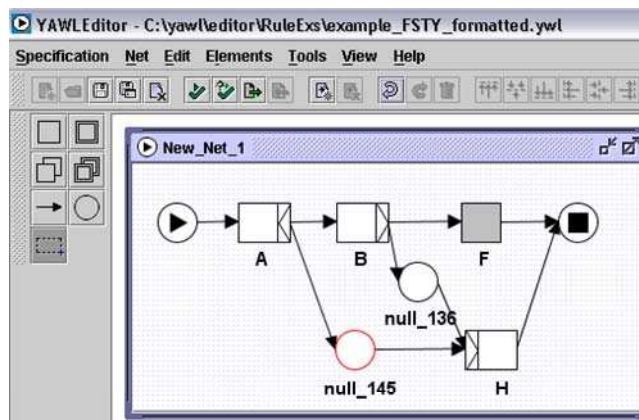 YAWLEditor - C:\yawl\editor\RuleExs\example_FSTY_formatted.ywl
Specification Net Edit Elements Tools View Help
New_Net_1
A B F
null_136
null_145 H